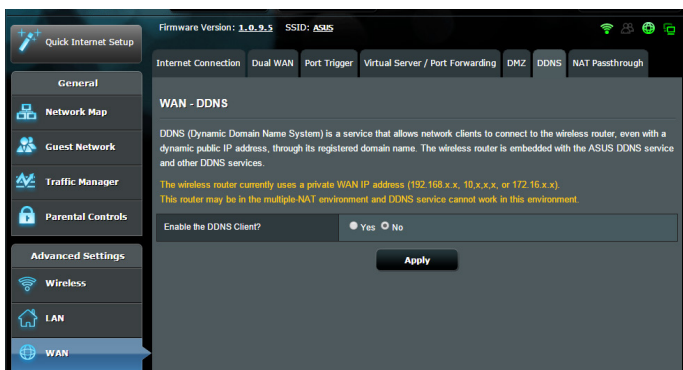 Quick Internet Setup
General
Network Map
Guest Network
Traffic Manager
Parental Controls
Advanced Settings
Wireless
LAN
WAN
Firmware Version: 1.0.9.5 SSID: ASUS
Internet Connection Dual WAN Port Trigger Virtual Server / Port Forwarding DMZ DDNS NAT Passthrough
WAN - DDNS
DDNS (Dynamic Domain Name System) is a service that allows network clients to connect to the wireless router, even with a
dynamic public IP address, through its registered domain name. The wireless router is embedded with the ASUS DDNS service
and other DDNS services.
The wireless router currently uses a private WAN IP address (192.168.x.x, 10,x,x,x, or 172.16.x.x).
This router may be in the multiple-NAT environment and DDNS service cannot work in this environment.
Enable the DDNS Client? Yes No
Apply